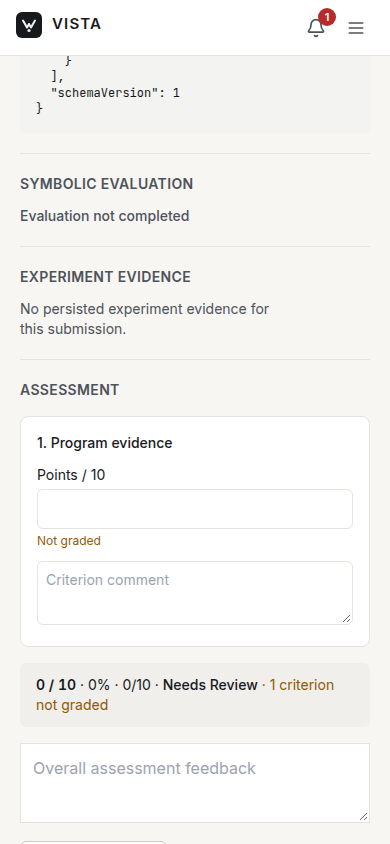 VISTA
1
}
],
"schemaVersion": 1
}
SYMBOLIC EVALUATION
Evaluation not completed
EXPERIMENT EVIDENCE
No persisted experiment evidence for
this submission.
ASSESSMENT
1. Program evidence
Points / 10
Not graded
Criterion comment
0 / 10 · 0% · 0/10 · Needs Review · 1 criterion
not graded
Overall assessment feedback